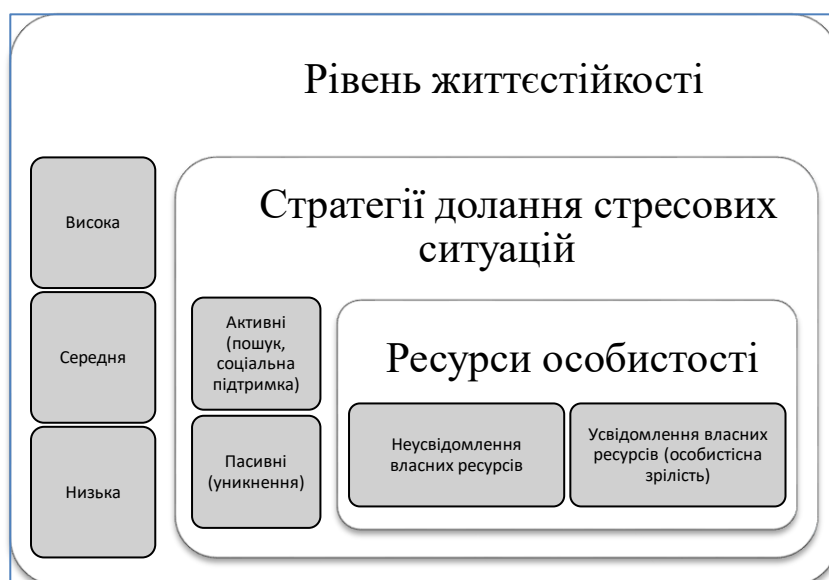 Рівень життєстійкості
Висока
Середня
Низька
Стратегії долання стресових
ситуацій
Активні
(пошук,
соціальна
підтримка)
Пасивні
(уникнення)
Ресурси особистості
Неусвідомлення
власних ресурсів
Усвідомлення власних
ресурсів (особистісна
зрілість)